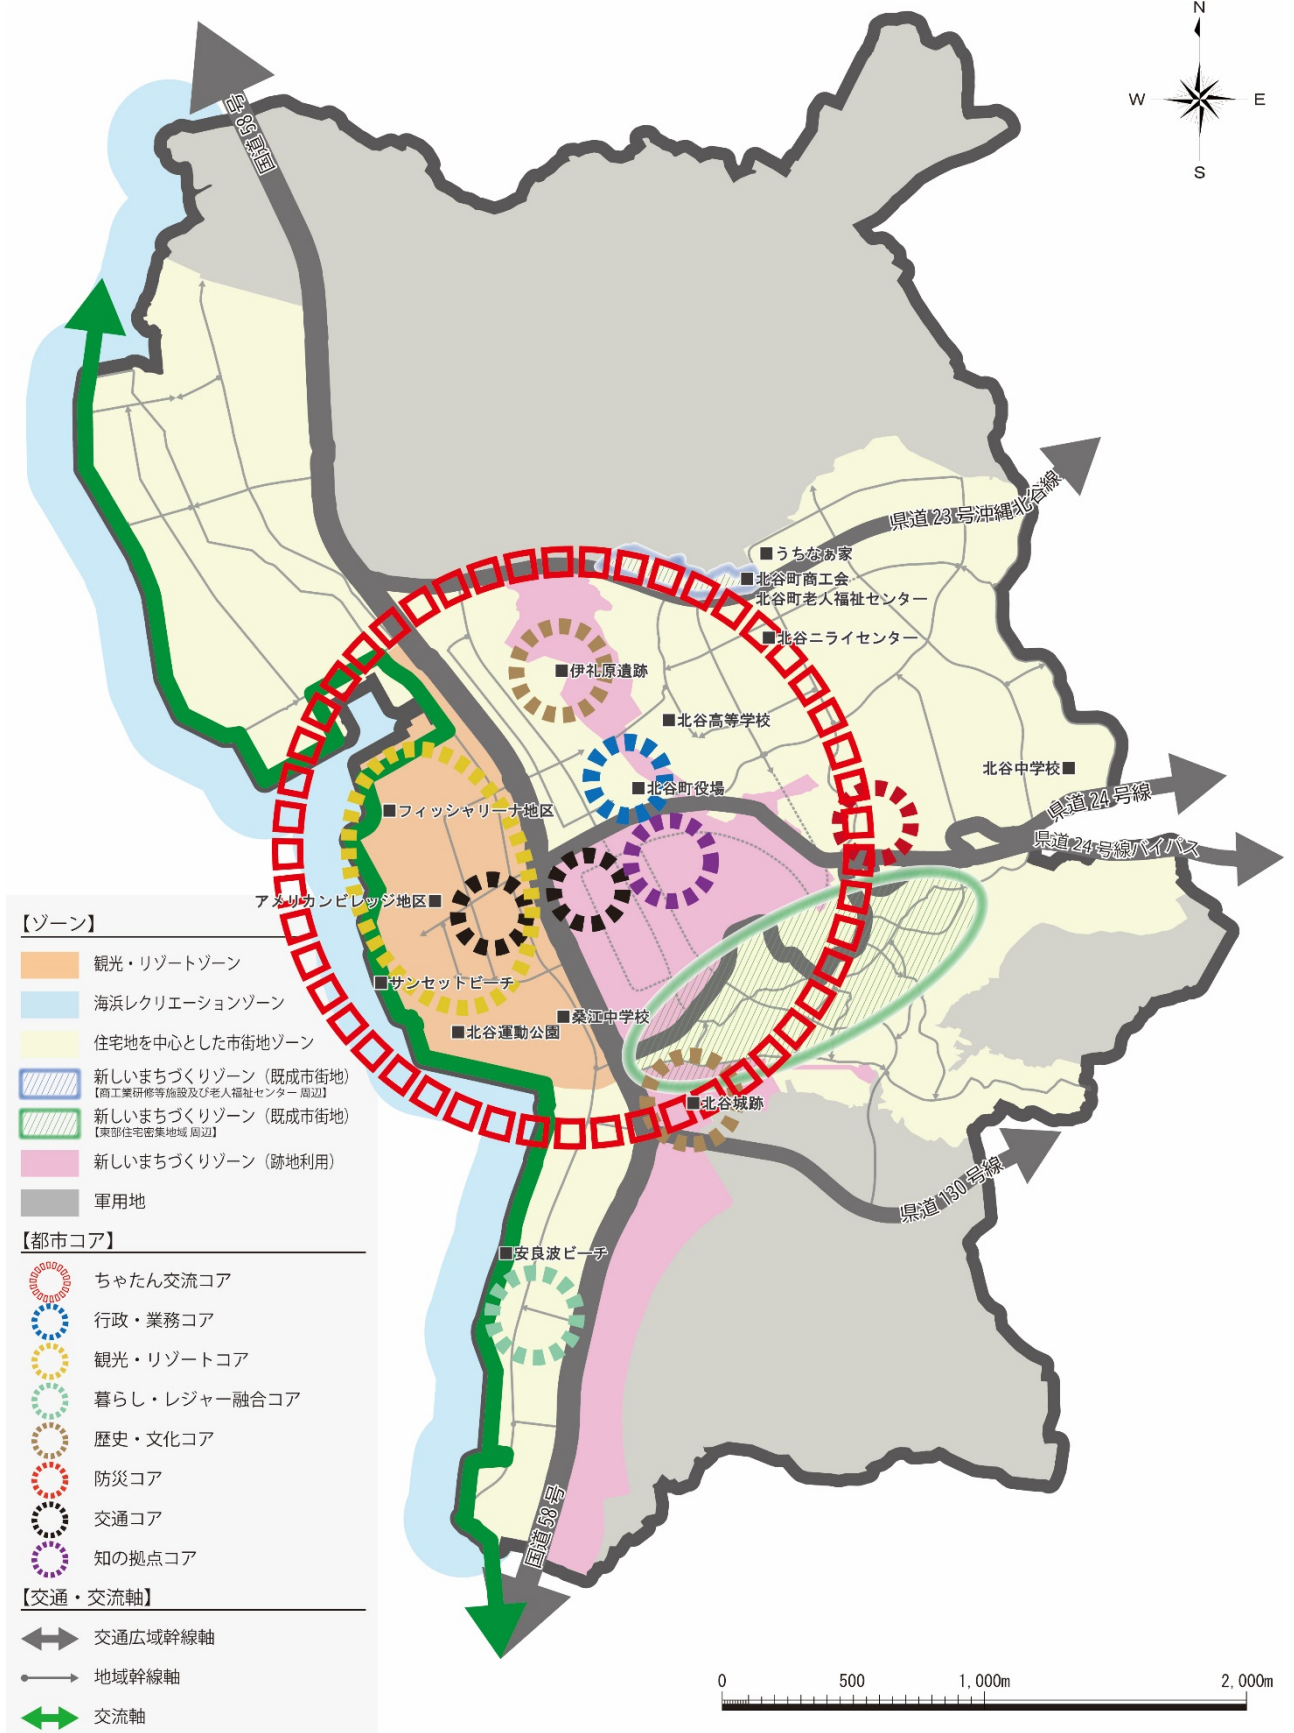 N
W
E
S
国道 58 号
県道 23 号沖縄北谷線
うちなぁ家
北谷町商工会
北谷町老人福祉センター
北谷ニライセンター
伊礼原遺跡
北谷高等学校
北谷中学校
北谷町役場
県道 24 号線
フィッシャリーナ地区
県道 24 号線バイパス
アメリカンビレッジ地区
サンセットビーチ
桑江中学校
北谷運動公園
北谷城跡
県道 130 号線
安良波ビーチ
国道 58 号
【ゾーン】
観光・リゾートゾーン
海浜レクリエーションゾーン
住宅地を中心とした市街地ゾーン
新しいまちづくりゾーン（既成市街地）
【商工業研修等施設及び老人福祉センター 周辺】
新しいまちづくりゾーン（既成市街地）
【東部住宅密集地域 周辺】
新しいまちづくりゾーン（跡地利用）
軍用地
【都市コア】
ちゃたん交流コア
行政・業務コア
観光・リゾートコア
暮らし・レジャー融合コア
歴史・文化コア
防災コア
交通コア
知の拠点コア
【交通・交流軸】
交通広域幹線軸
地域幹線軸
交流軸
0 500 1,000m 2,000m